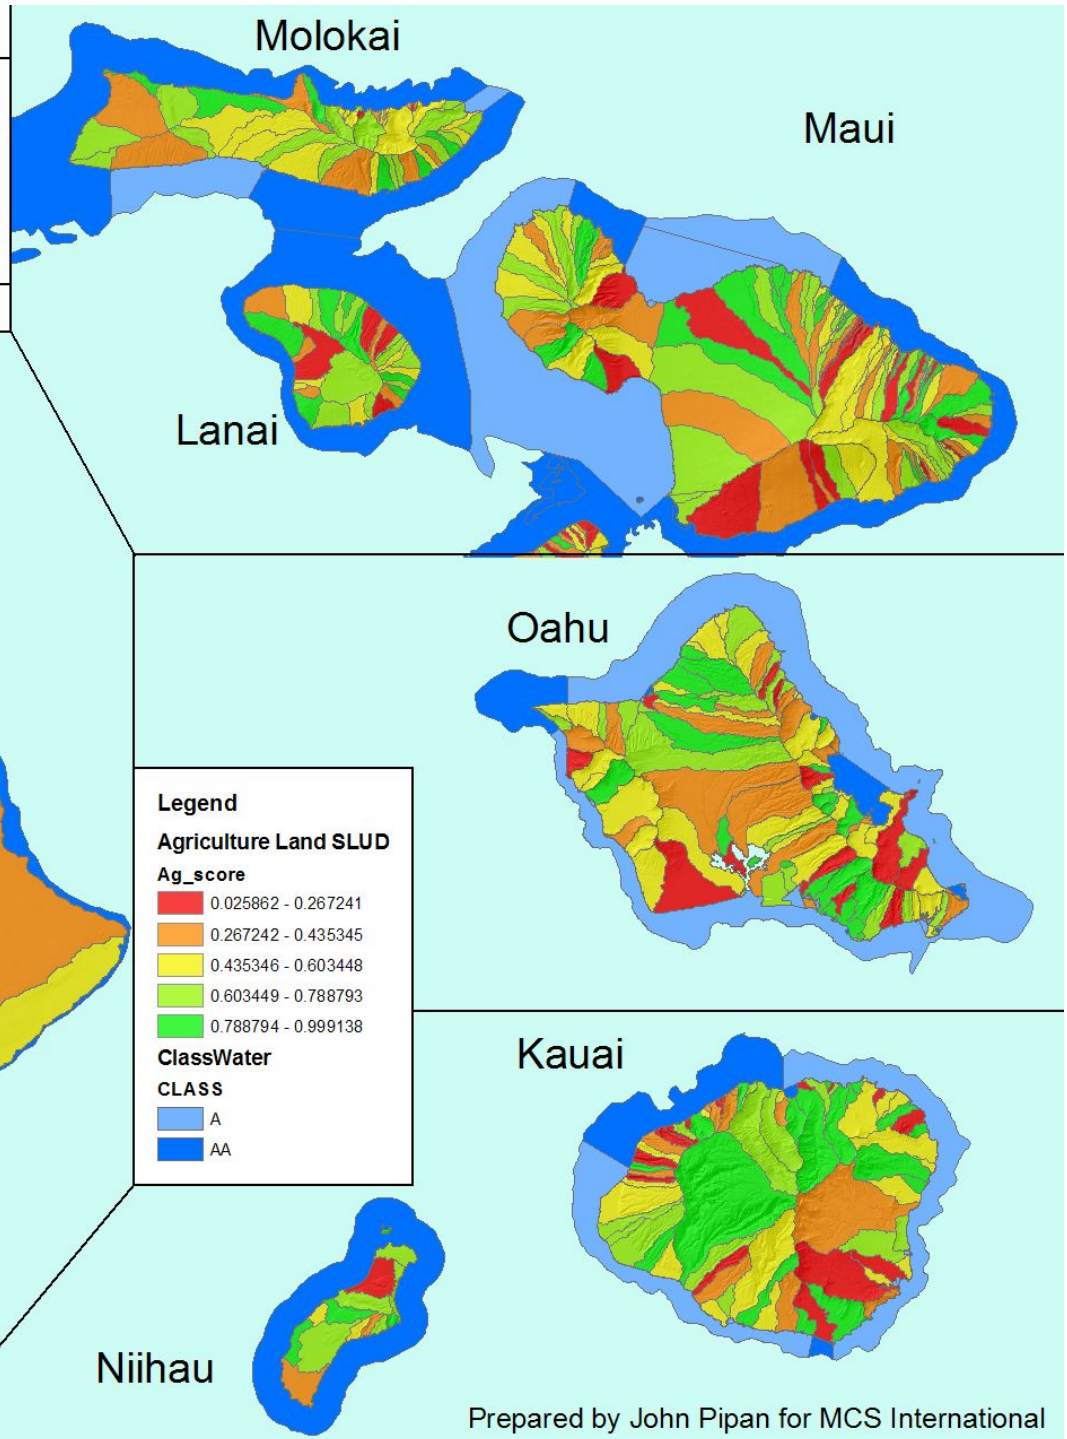 Molokai
Maui
Lanai
Oahu
Legend
Agriculture Land SLUD
Ag_score
0.025862 - 0.267241
0.267242 - 0.435345
0.435346 - 0.603448
0.603449 - 0.788793
0.788794 - 0.999138
ClassWater
CLASS
A
AA
Kauai
Niihau
Prepared by John Pipan for MCS International